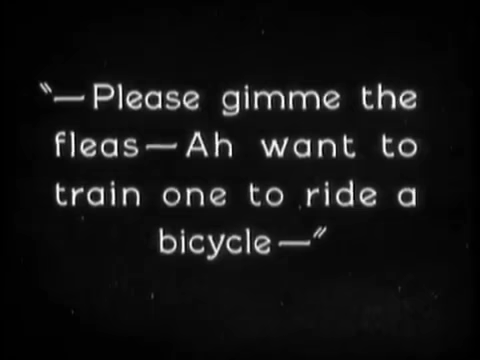 "—Please gimme the
fleas—Ah want to
train one to ride a
bicycle—"